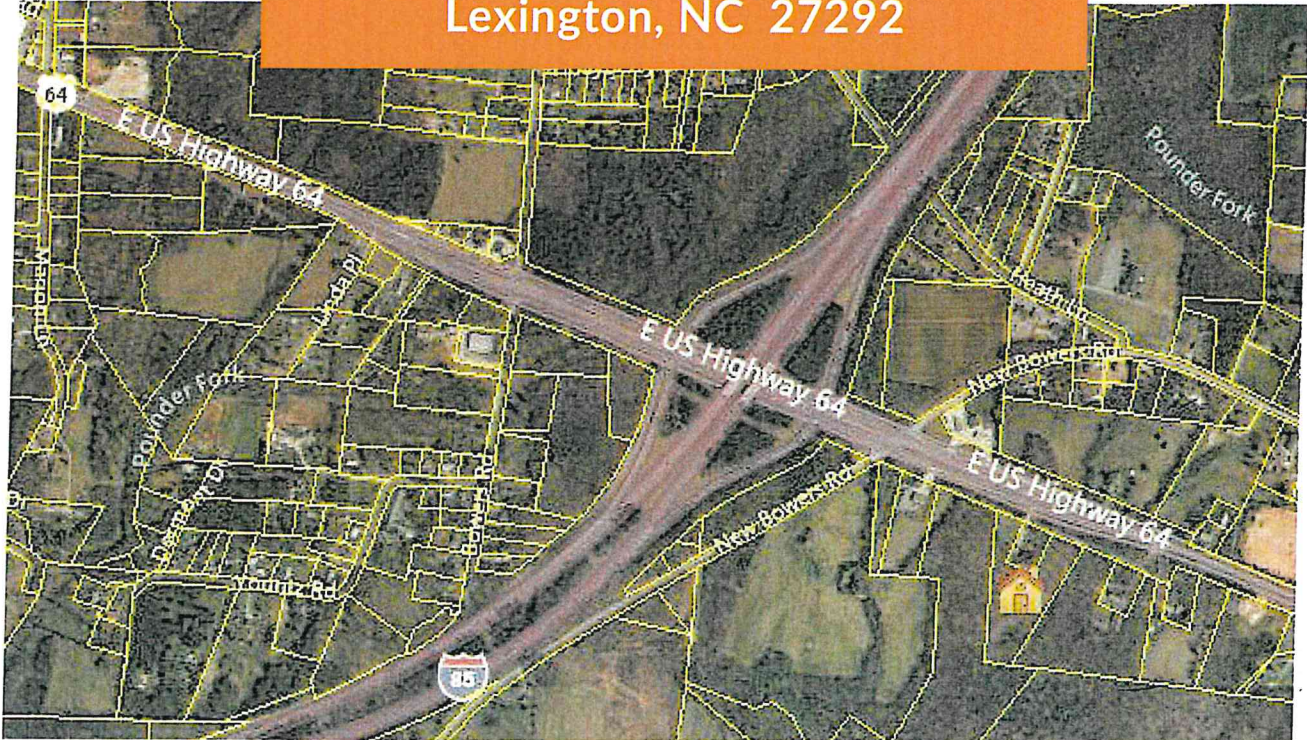 Lexington, NC 27292
64
E US Highway 64
Pounder Fork
Linda Pl
E US Highway 64
New Bowers Rd
Pounder Fork
E US Highway 64
New Bowers Rd
Bowers Rd
85